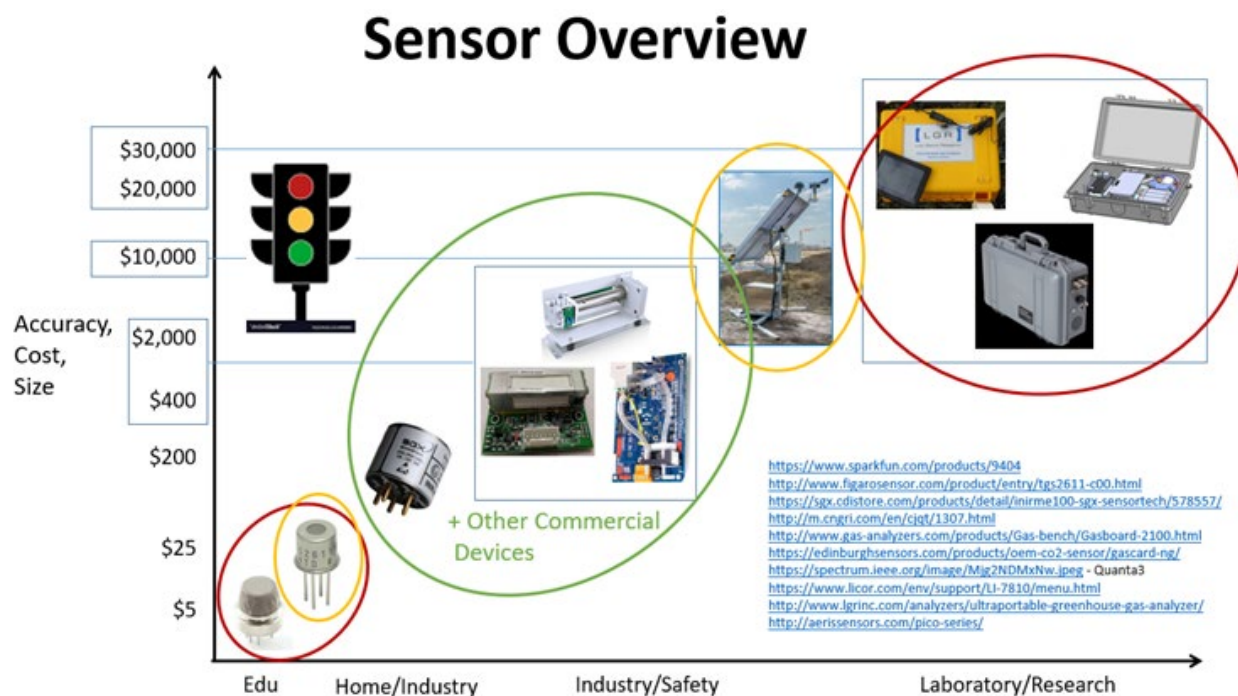 Sensor Overview
$30,000
$20,000
$10,000
Accuracy,
Cost,
Size
$2,000
$400
$200
$25
$5
LGR
SGX
+ Other Commercial
Devices
https://www.sparkfun.com/products/9404
http://www.figarosensor.com/product/entry/tgs2611-c00.html
https://sgx.cdistore.com/products/detail/inirme100-sgx-sensortech/578557/
http://m.cngri.com/en/cjqt/1307.html
http://www.gas-analyzers.com/products/Gas-bench/Gasboard-2100.html
https://edinburghsensors.com/products/oem-co2-sensor/gascard-ng/
https://spectrum.ieee.org/image/Mjg2NDMxNw.jpeg - Quanta3
https://www.licor.com/env/support/LI-7810/menu.html
http://www.lgrinc.com/analyzers/ultraportable-greenhouse-gas-analyzer/
http://aerissensors.com/pico-series/
Edu
Home/Industry
Industry/Safety
Laboratory/Research